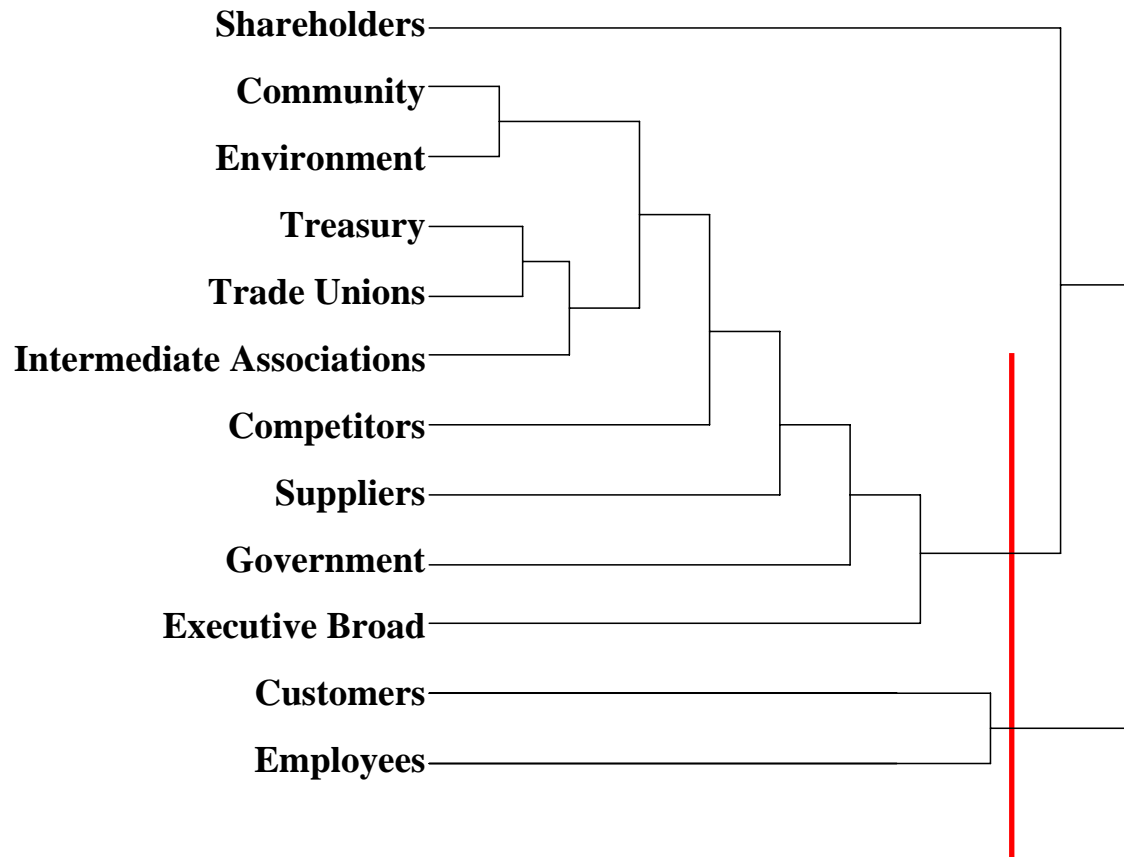 Shareholders
Community
Environment
Treasury
Trade Unions
Intermediate Associations
Competitors
Suppliers
Government
Executive Broad
Customers
Employees